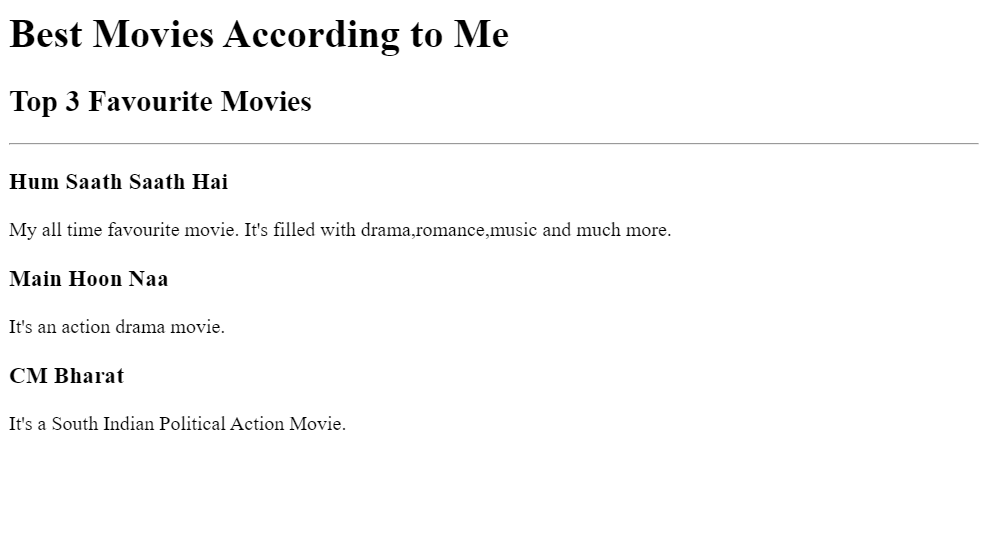 Best Movies According to Me
Top 3 Favourite Movies
Hum Saath Saath Hai
My all time favourite movie. It's filled with drama,romance,music and much more.
Main Hoon Naa
It's an action drama movie.
CM Bharat
It's a South Indian Political Action Movie.